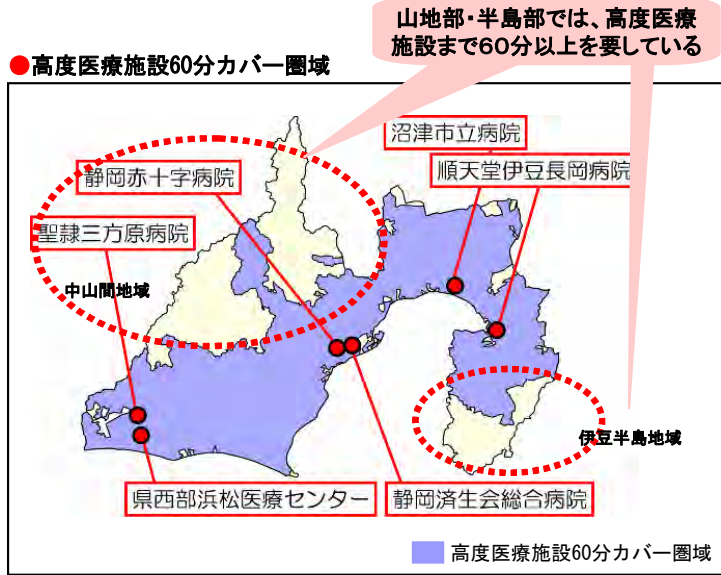 山地部・半島部では、高度医療
施設まで60分以上を要している
●高度医療施設60分カバー圏域
沼津市立病院
静岡赤十字病院
順天堂伊豆長岡病院
聖隷三方原病院
中山間地域
伊豆半島地域
県西部浜松医療センター
静岡済生会総合病院
高度医療施設60分カバー圏域